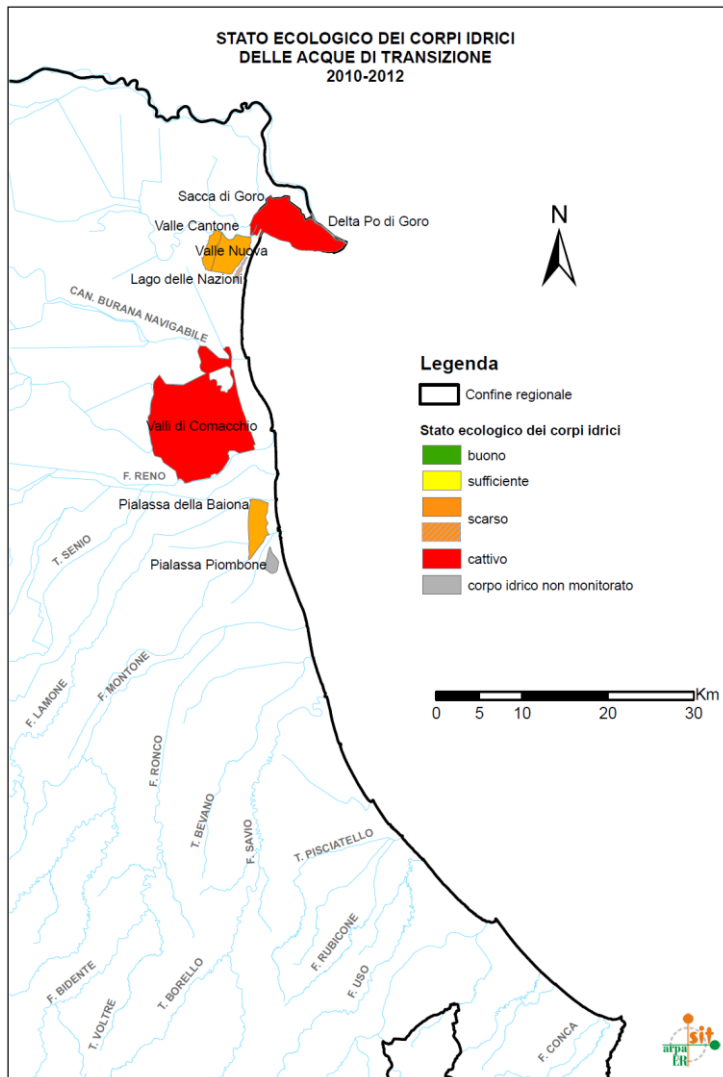 STATO ECOLOGICO DEI CORPI IDRICI
DELLE ACQUE DI TRANSIZIONE
2010-2012
Sacca di Goro
Delta Po di Goro
Valle Cantone
Valle Nuova
Lago delle Nazioni
N
CAN. BURANA NAVIGABILE
Valli di Comacchio
F. RENO
Pialassa della Baiona
T. SENIO
Pialassa Piombone
F. LAMONE
F. MONTONE
F. RONCO
T. BEVANO
F. SAVIO
T. PISCIATELLO
F. RUBICONE
F. USO
F. BIDENTE
T. VOLTRE
T. BORELLO
F. CONCA
Legenda
Confine regionale
Stato ecologico dei corpi idrici
buono
sufficiente
scarso
cattivo
corpo idrico non monitorato
Km
0 5 10 20 30
sit
arpa
ER